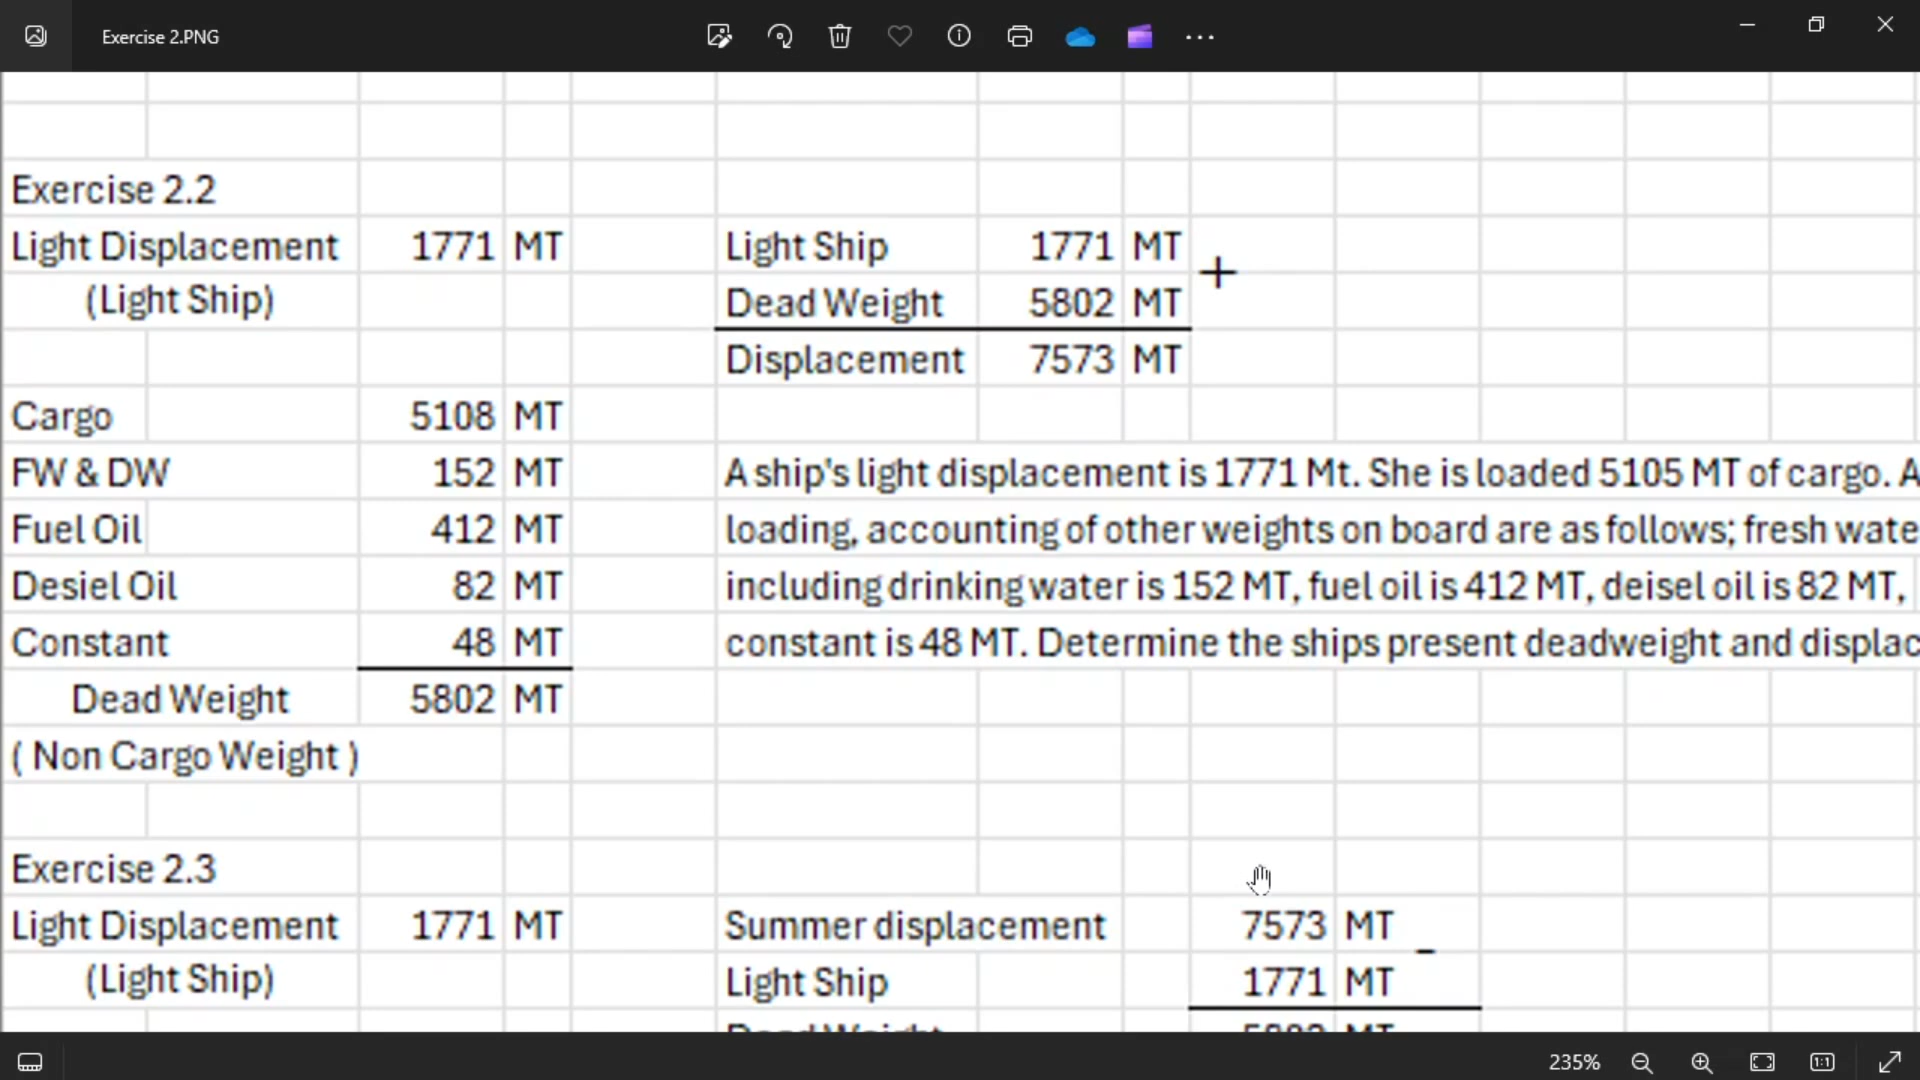 Exercise 2.PNG
Exercise 2.2
Light Displacement 1771 MT Light Ship 1771 MT +
(Light Ship) Dead Weight 5802 MT
Displacement 7573 MT
Cargo 5108 MT
FW & DW 152 MT A ship's light displacement is 1771 Mt. She is loaded 5105 MT of cargo. A
Fuel Oil 412 MT loading, accounting of other weights on board are as follows; fresh wate
Desiel Oil 82 MT including drinking water is 152 MT, fuel oil is 412 MT, deisel oil is 82 MT,
Constant 48 MT constant is 48 MT. Determine the ships present deadweight and displac
Dead Weight 5802 MT
( Non Cargo Weight )
Exercise 2.3
Light Displacement 1771 MT Summer displacement 7573 MT -
(Light Ship) Light Ship 1771 MT
235% 1:1